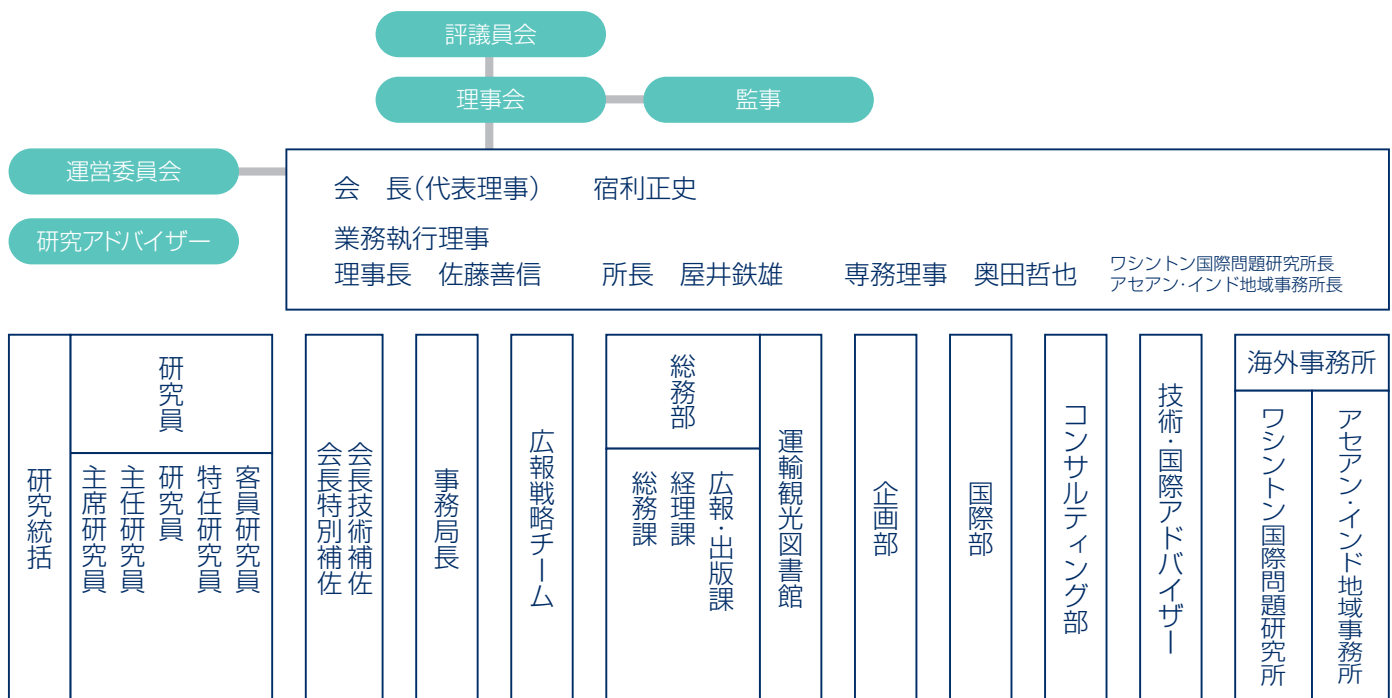 評議員会
理事会
監事
運営委員会
研究アドバイザー
会　長(代表理事)　宿利正史
業務執行理事
理事長　佐藤善信　所長　屋井鉄雄　専務理事　奥田哲也
ワシントン国際問題研究所長
アセアン・インド地域事務所長
研究統括
研究員
主席研究員
主任研究員
研究員
特任研究員
客員研究員
会長技術補佐
会長特別補佐
事務局長
広報戦略チーム
総務部
総務課
経理課
広報・出版課
運輸観光図書館
企画部
国際部
コンサルティング部
技術・国際アドバイザー
海外事務所
ワシントン国際問題研究所
アセアン・インド地域事務所